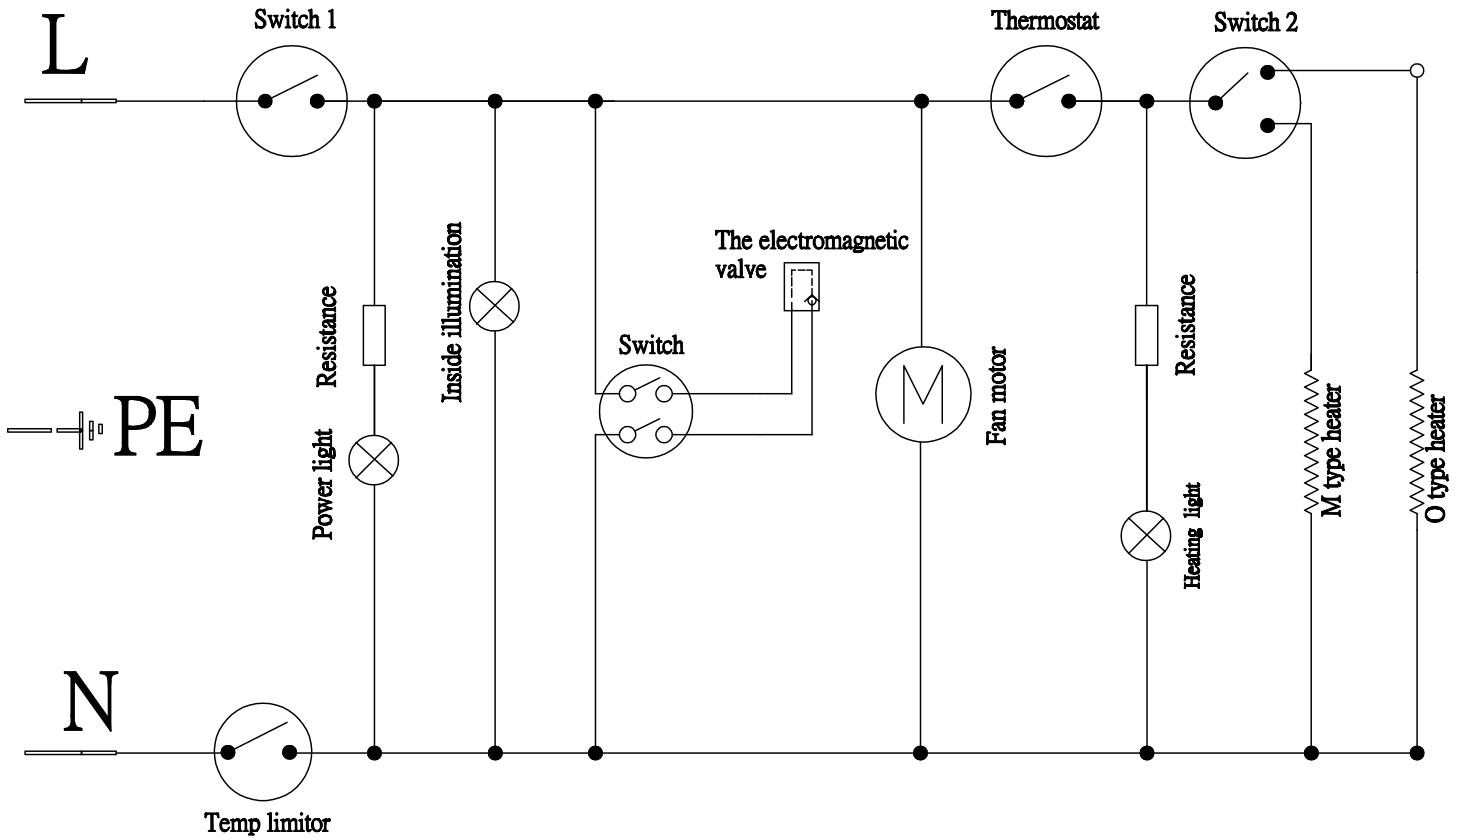 L
Switch 1
Thermostat
Switch 2
The electromagnetic
valve
Inside illumination
Resistance
Resistance
Switch
M
Fan motor
PE
Power light
M type heater
O type heater
Heating light
N
Temp limitor